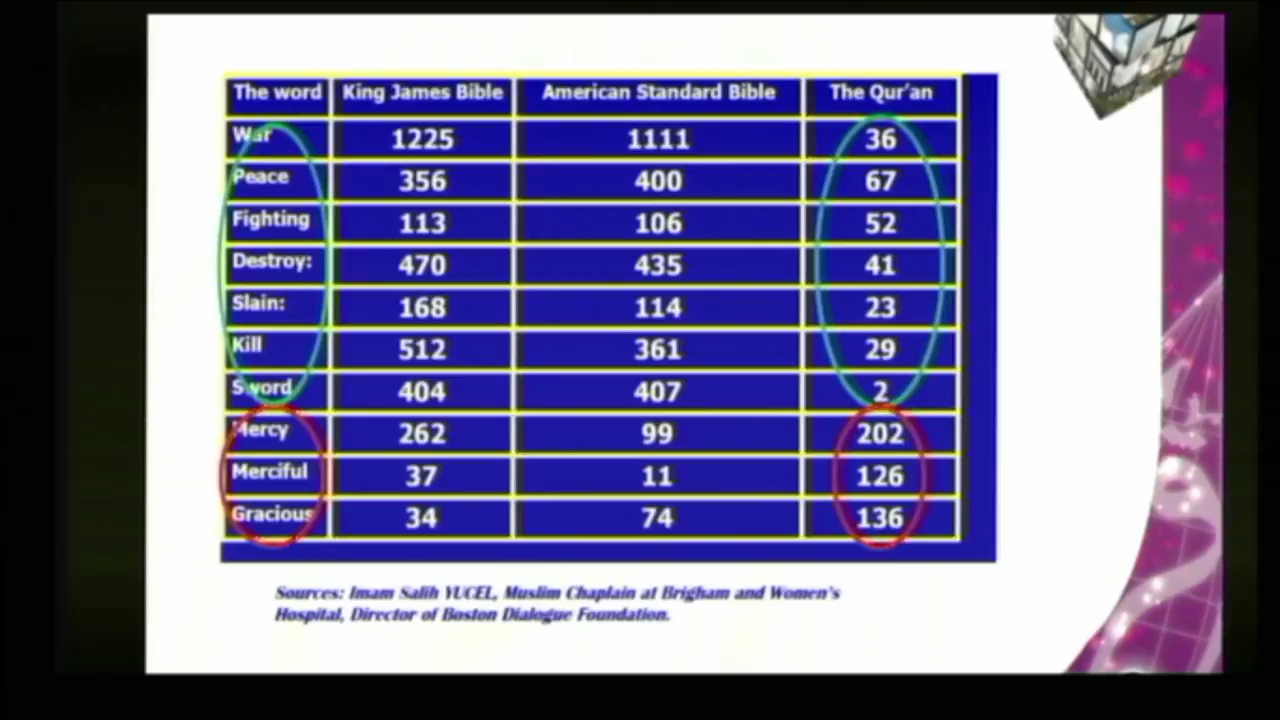 The word King James Bible American Standard Bible The Qur'an
War 1225 1111 36
Peace 356 400 67
Fighting 113 106 52
Destroy: 470 435 41
Slain: 168 114 23
Kill 512 361 29
Sword 404 407 2
Mercy 262 99 202
Merciful 37 11 126
Gracious 34 74 136
Sources: Imam Salih YUCEL, Muslim Chaplain at Brigham and Women's
Hospital, Director of Boston Dialogue Foundation.